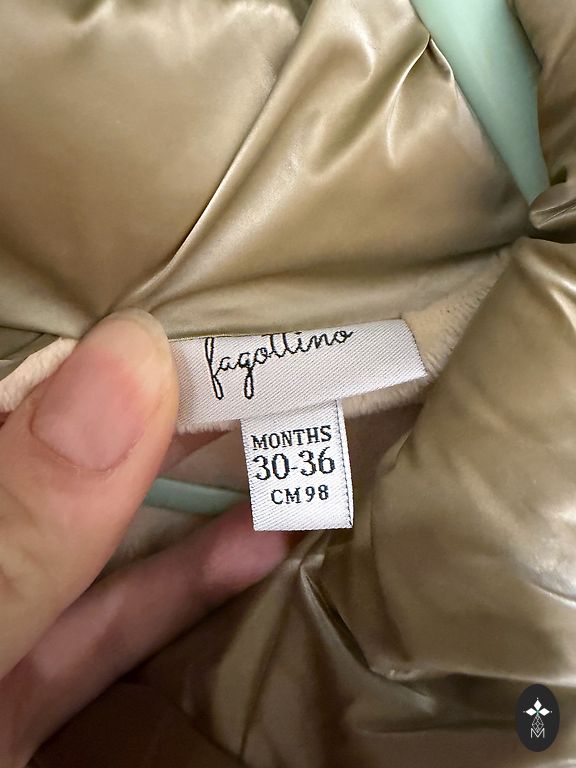 fagottino
MONTHS
30-36
CM 98
M